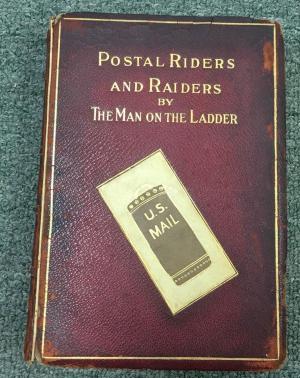 POSTAL RIDERS
AND RAIDERS
BY
THE MAN ON THE LADDER
U.S.
MAIL